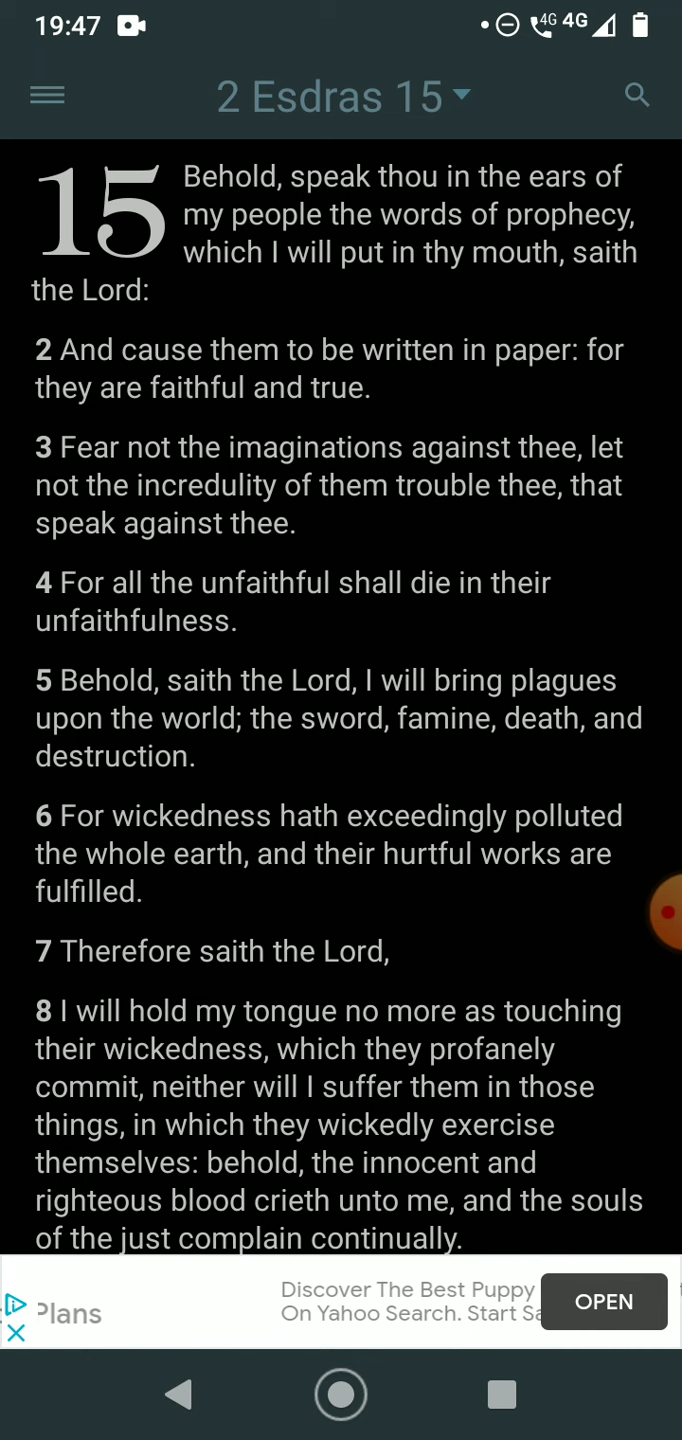 19:47
4G 4G
2 Esdras 15
15 Behold, speak thou in the ears of
my people the words of prophecy,
which I will put in thy mouth, saith
the Lord:
2 And cause them to be written in paper: for
they are faithful and true.
3 Fear not the imaginations against thee, let
not the incredulity of them trouble thee, that
speak against thee.
4 For all the unfaithful shall die in their
unfaithfulness.
5 Behold, saith the Lord, I will bring plagues
upon the world; the sword, famine, death, and
destruction.
6 For wickedness hath exceedingly polluted
the whole earth, and their hurtful works are
fulfilled.
7 Therefore saith the Lord,
8 I will hold my tongue no more as touching
their wickedness, which they profanely
commit, neither will I suffer them in those
things, in which they wickedly exercise
themselves: behold, the innocent and
righteous blood crieth unto me, and the souls
of the just complain continually.
Plans
Discover The Best Puppy
On Yahoo Search. Start
OPEN